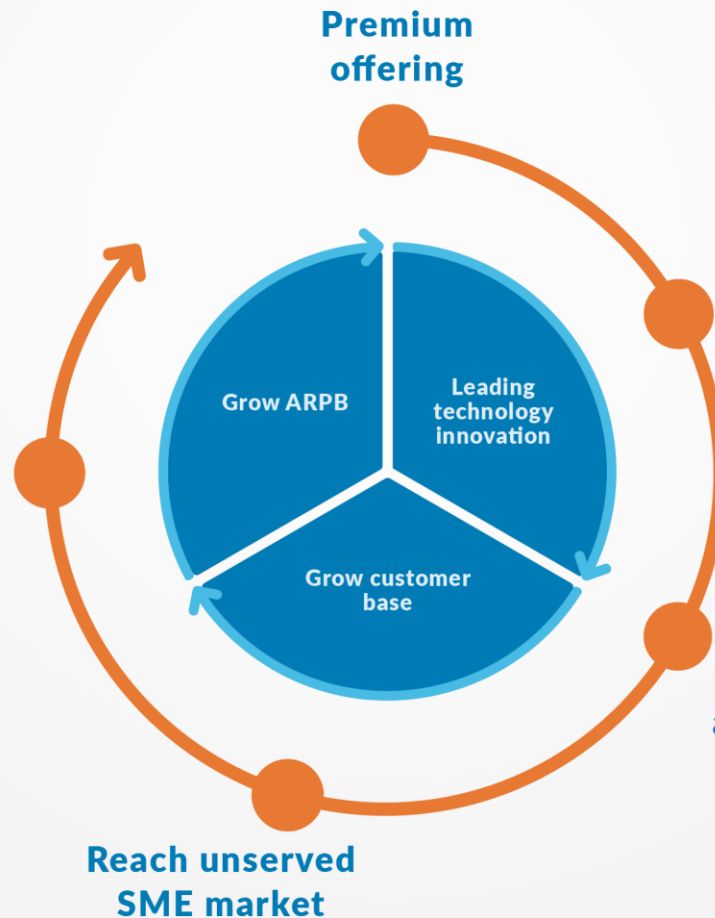 Premium
offering
Grow ARPB
Leading
technology
innovation
Grow customer
base
Reach unserved
SME market